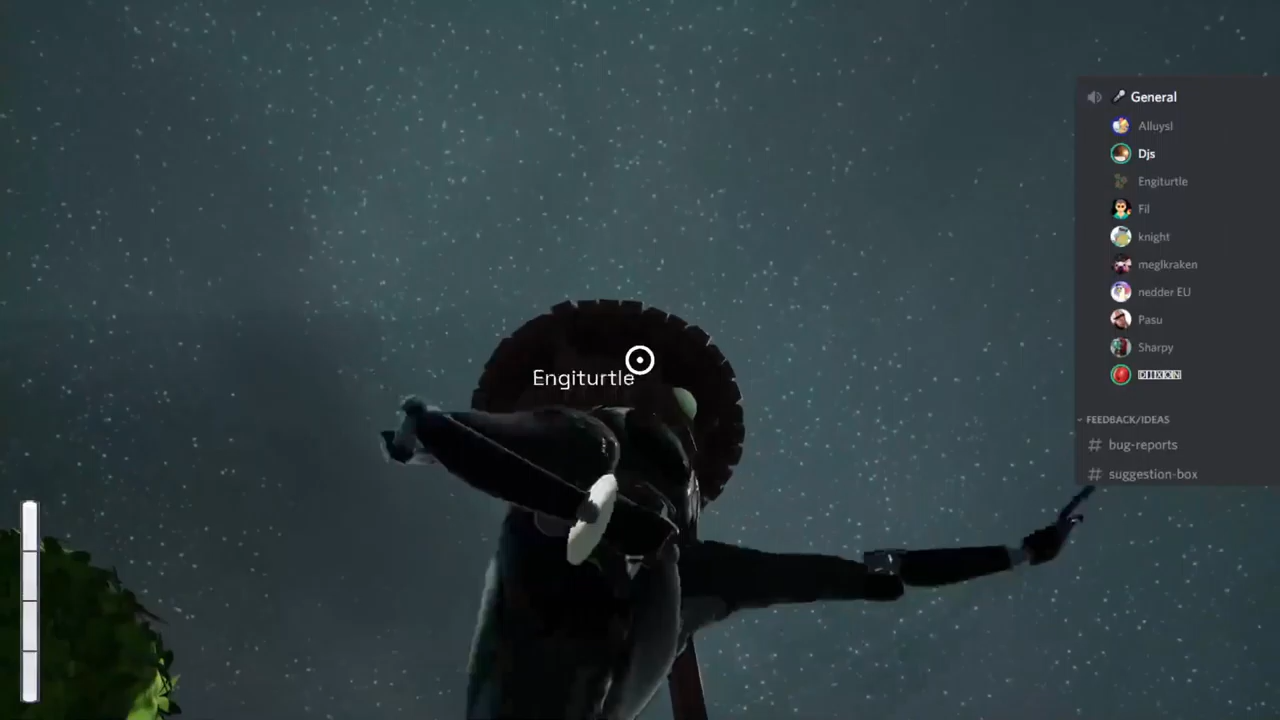 General
Alluysl
Djs
Engiturtle
Fil
knight
meglkraken
nedder EU
Pasu
Sharpy
FEEDBACK/IDEAS
# bug-reports
# suggestion-box
Engiturtle